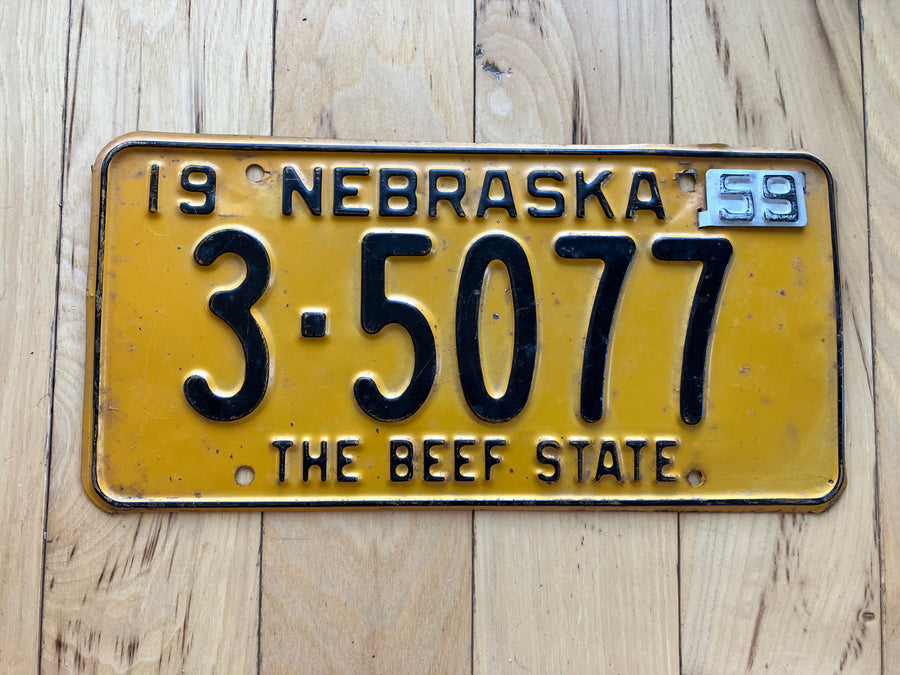 19 NEBRASKA 59
3-5077
THE BEEF STATE